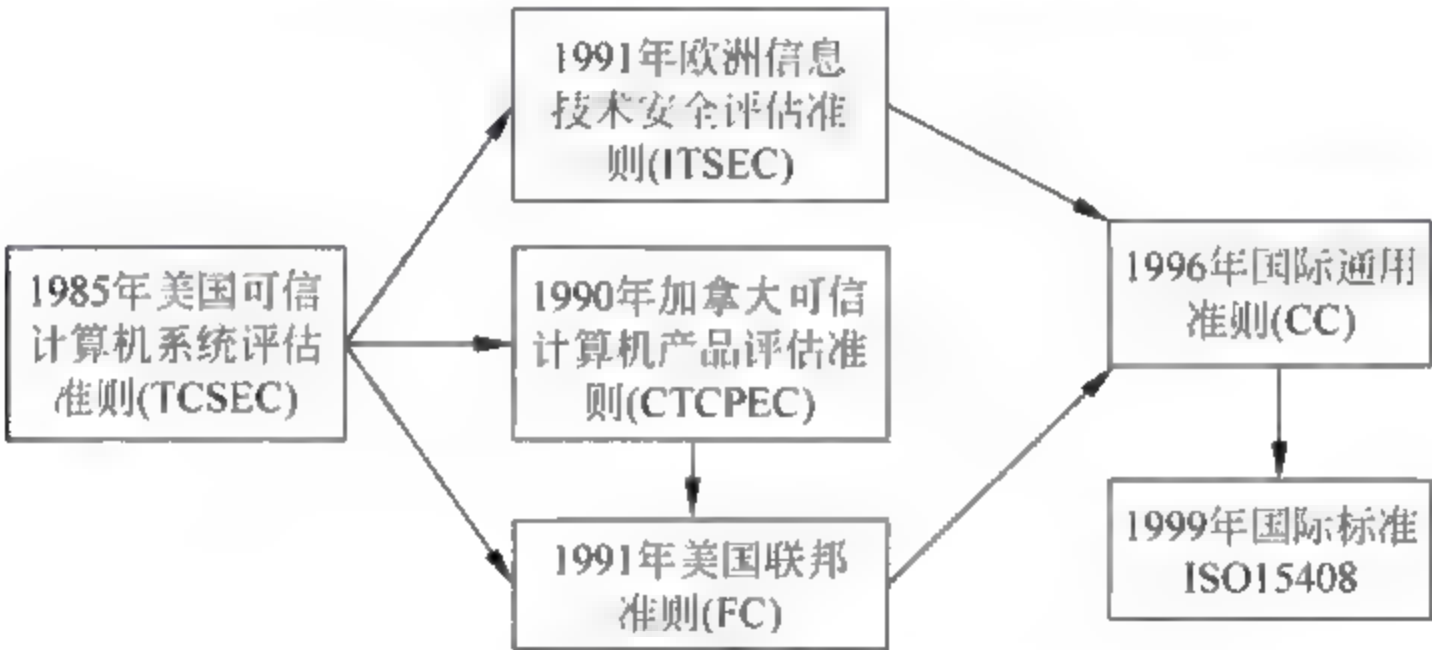 1991年欧洲信息
技术安全评估准
则(ITSEC)
1985年美国可信
计算机系统评估
准则(TCSEC)
1990年加拿大可信
计算机产品评估准
则(CTCPEC)
1991年美国联邦
准则(FC)
1996年国际通用
准则(CC)
1999年国际标准
ISO15408